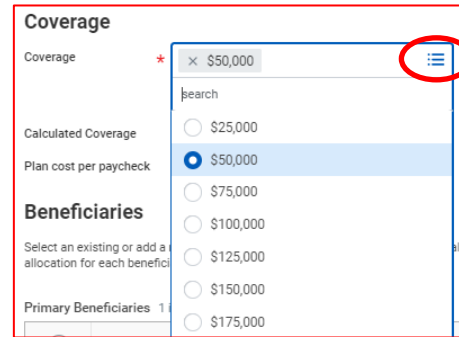 Coverage
Coverage * × $50,000
search
Calculated Coverage
Plan cost per paycheck
$25,000
$50,000
$75,000
$100,000
$125,000
$150,000
$175,000
Beneficiaries
Select an existing or add a
allocation for each
Primary Beneficiaries 1